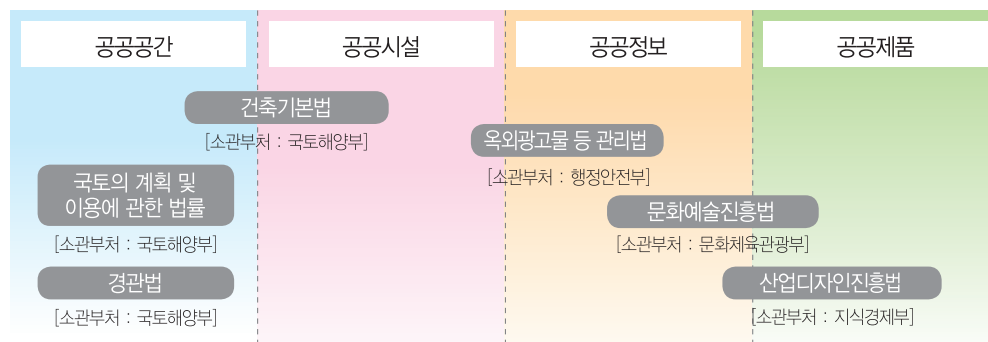 공공공간
공공시설
공공정보
공공제품
건축기본법
[소관부처 : 국토해양부]
옥외광고물 등 관리법
[소관부처 : 행정안전부]
국토의 계획 및
이용에 관한 법률
[소관부처 : 국토해양부]
문화예술진흥법
[소관부처 : 문화체육관광부]
경관법
[소관부처 : 국토해양부]
산업디자인진흥법
[소관부처 : 지식경제부]